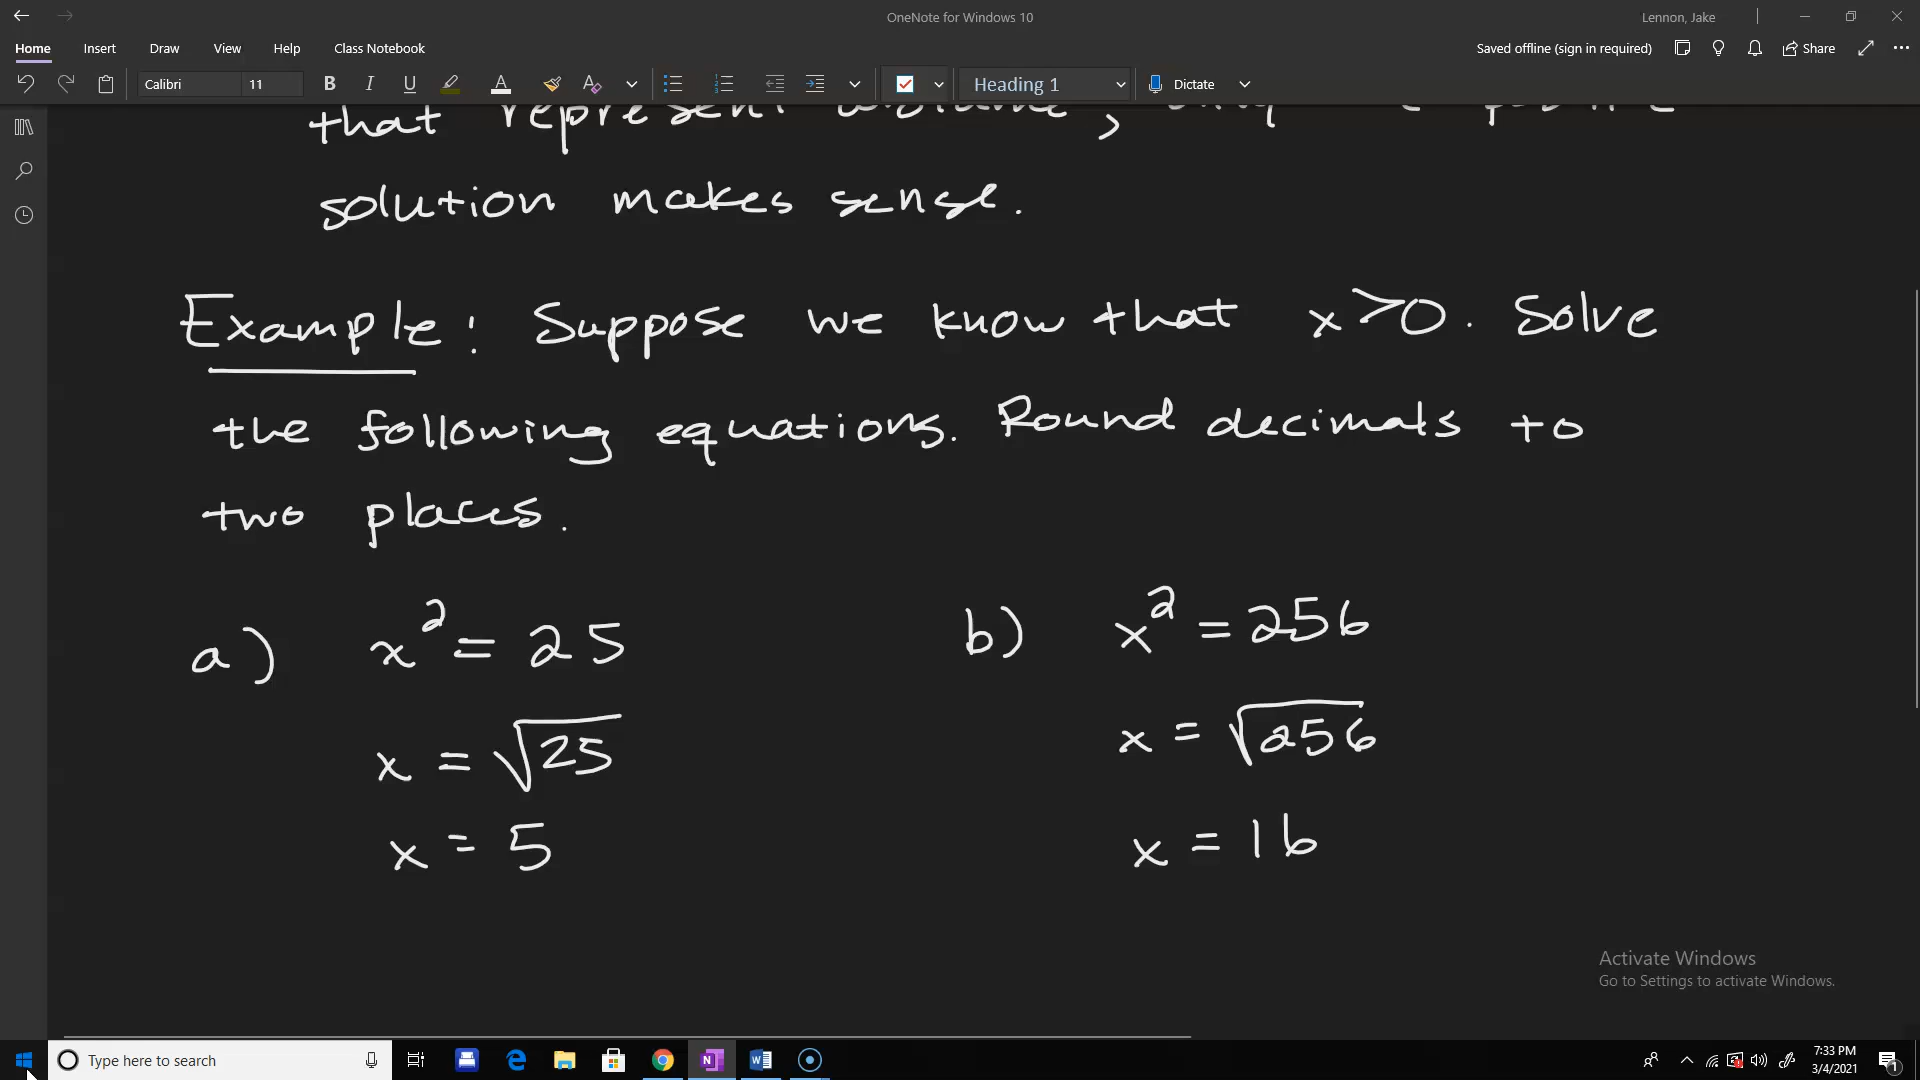 OneNote for Windows 10
Lennon, Jake
Home Insert Draw View Help Class Notebook
Saved offline (sign in required) Share
Calibri 11 B I U A A Heading 1 Dictate
that represent
solution makes sense.
Example: Suppose we know that x>0. Solve
the following equations. Round decimals to
two places.
a) x² = 25
b) x² = 256
x = √25
x = √256
x = 5
x = 16
Activate Windows
Go to Settings to activate Windows.
Type here to search
7:33 PM
3/4/2021
1